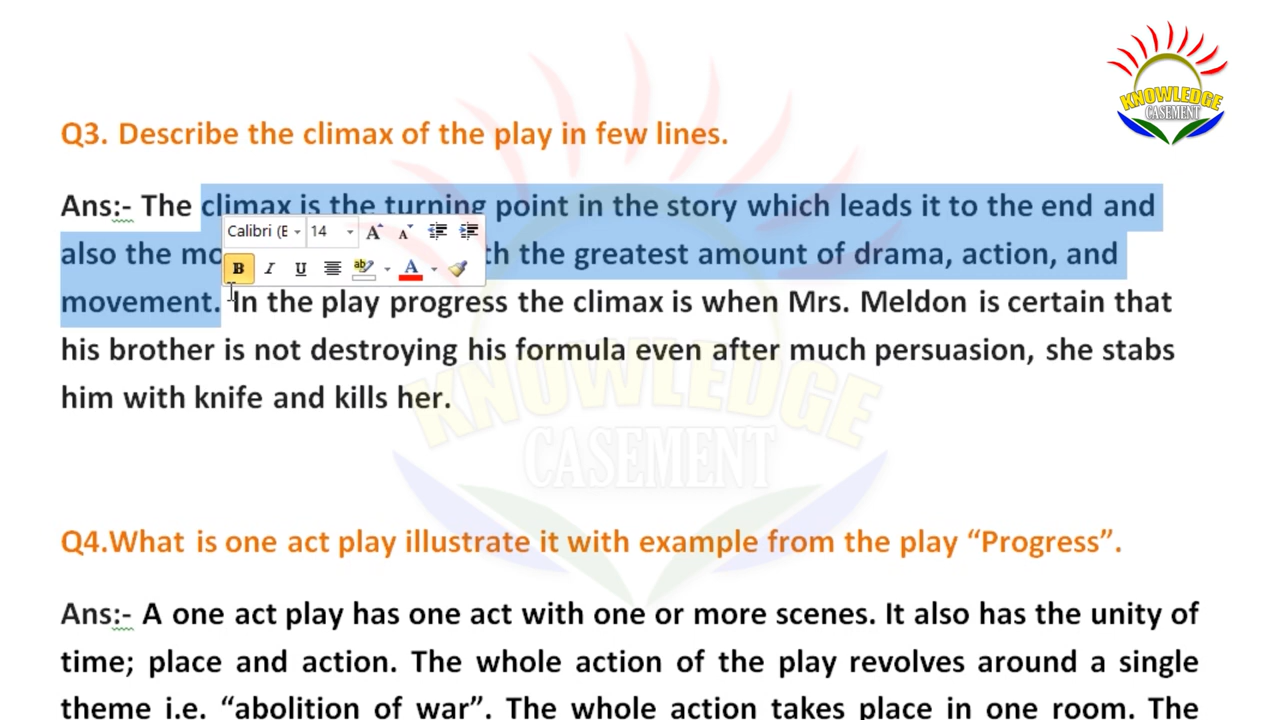 KNOWLEDGE
CASEMENT
Q3. Describe the climax of the play in few lines.
Ans:- The climax is the turning point in the story which leads it to the end and
also the mo th the greatest amount of drama, action, and
Calibri (E 14
B I U ab A
movement. In the play progress the climax is when Mrs. Meldon is certain that
his brother is not destroying his formula even after much persuasion, she stabs
him with knife and kills her.
KNOWLEDGE
CASEMENT
Q4.What is one act play illustrate it with example from the play “Progress”.
Ans:- A one act play has one act with one or more scenes. It also has the unity of
time; place and action. The whole action of the play revolves around a single
theme i.e. “abolition of war”. The whole action takes place in one room. The